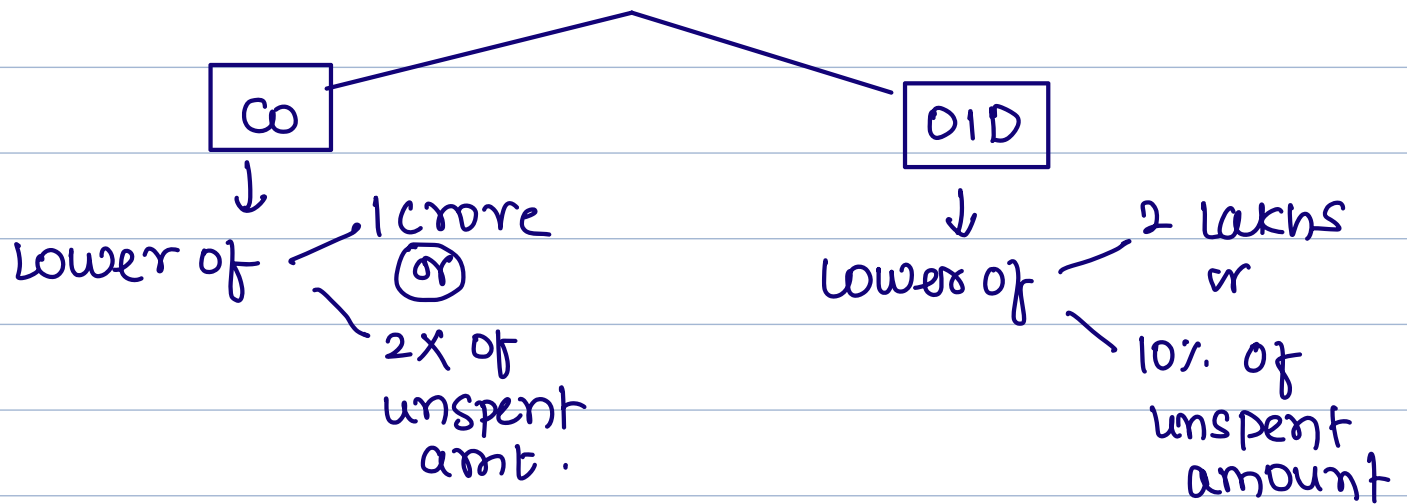 CO
OID
Lower of
1 crore
or
2X of
unspent
amt.
Lower of
2 Lakhs
or
10% of
unspent
amount